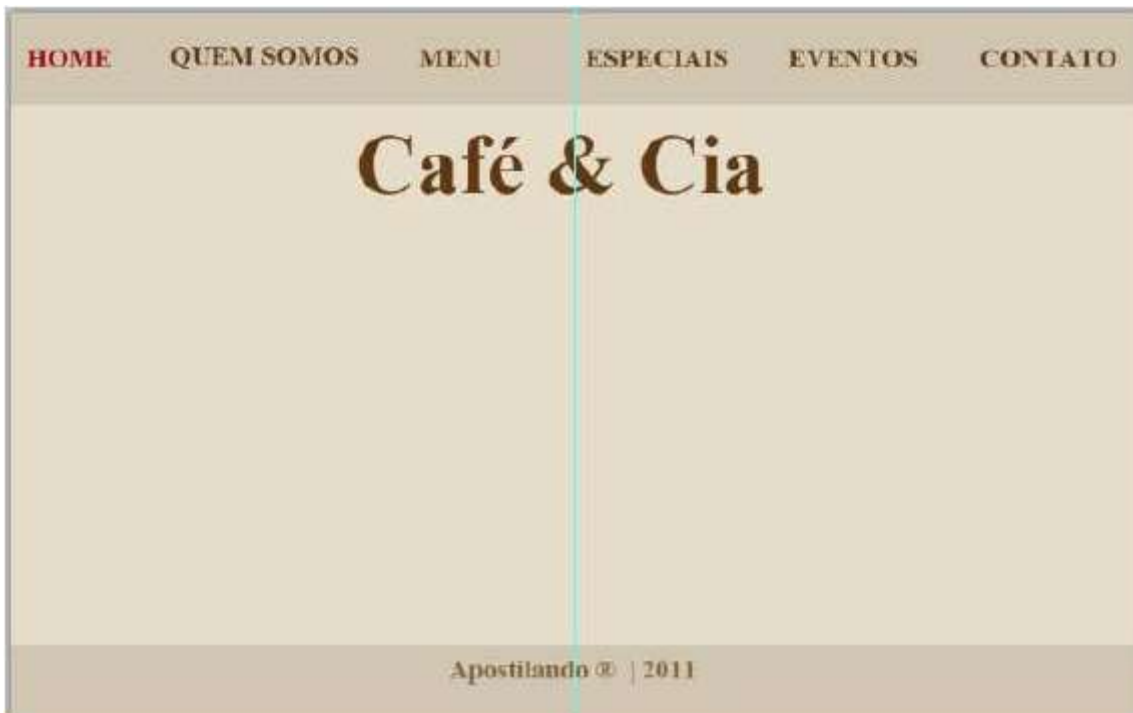 HOME QUEM SOMOS MENU ESPECIAIS EVENTOS CONTATO
Café & Cia
Apostilando ® | 2011